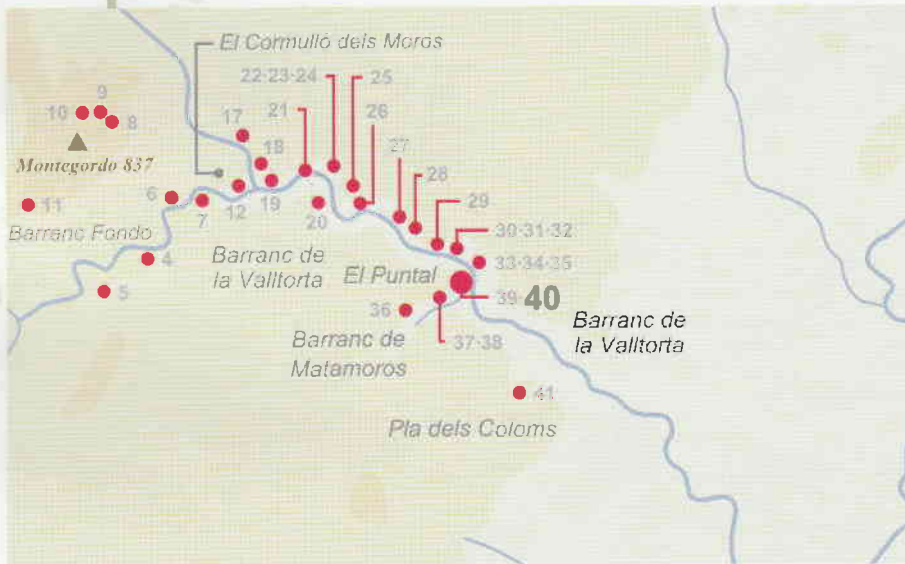 El Cormulló dels Moros
22·23·24
25
9
10
8
17
21
26
Montegordo 837
18
27
28
6
29
11
7
12
19
20
30·31·32
Barranc Fondo
4
Barranc de
la Valltorta
El Puntal
33·34·35
5
36
39
40
Barranc de
la Valltorta
Barranc de
Matamoros
37·38
41
Pla dels Coloms